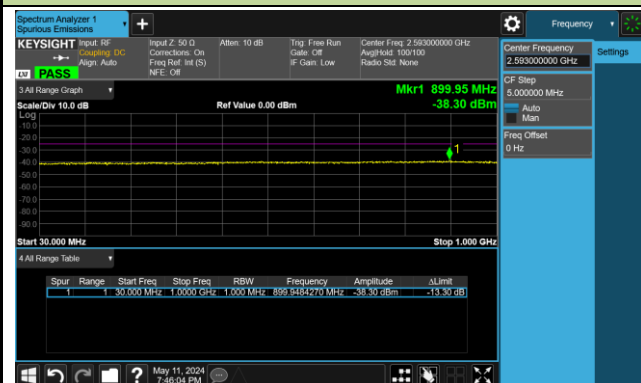 Spectrum Analyzer 1
Spurious Emissions
Frequency
KEYSIGHT
Input: RF
Coupling: DC
Align: Auto
Input Z: 50 Ω
Corrections: On
Freq Ref: Int (S)
NFE: Off
Atten: 10 dB
Trig: Free Run
Gate: Off
IF Gain: Low
Center Freq: 2.593000000 GHz
Avg|Hold: 100/100
Radio Std: None
LXI
PASS
Center Frequency
2.593000000 GHz
Settings
CF Step
5.000000 MHz
Auto
Man
Freq Offset
0 Hz
3 All Range Graph
Mkr1 899.95 MHz
Scale/Div 10.0 dB
Ref Value 0.00 dBm
-38.30 dBm
Log
-10.0
-20.0
-30.0
-40.0
-50.0
-60.0
-70.0
-80.0
-90.0
1
Start 30.000 MHz
Stop 1.000 GHz
4 All Range Table
Spur Range Start Freq Stop Freq RBW Frequency Amplitude ΔLimit
1 1 30.000 MHz 1.0000 GHz 1.000 MHz 899.9484270 MHz -38.30 dBm -13.30 dB
?
May 11, 2024
7:46:04 PM